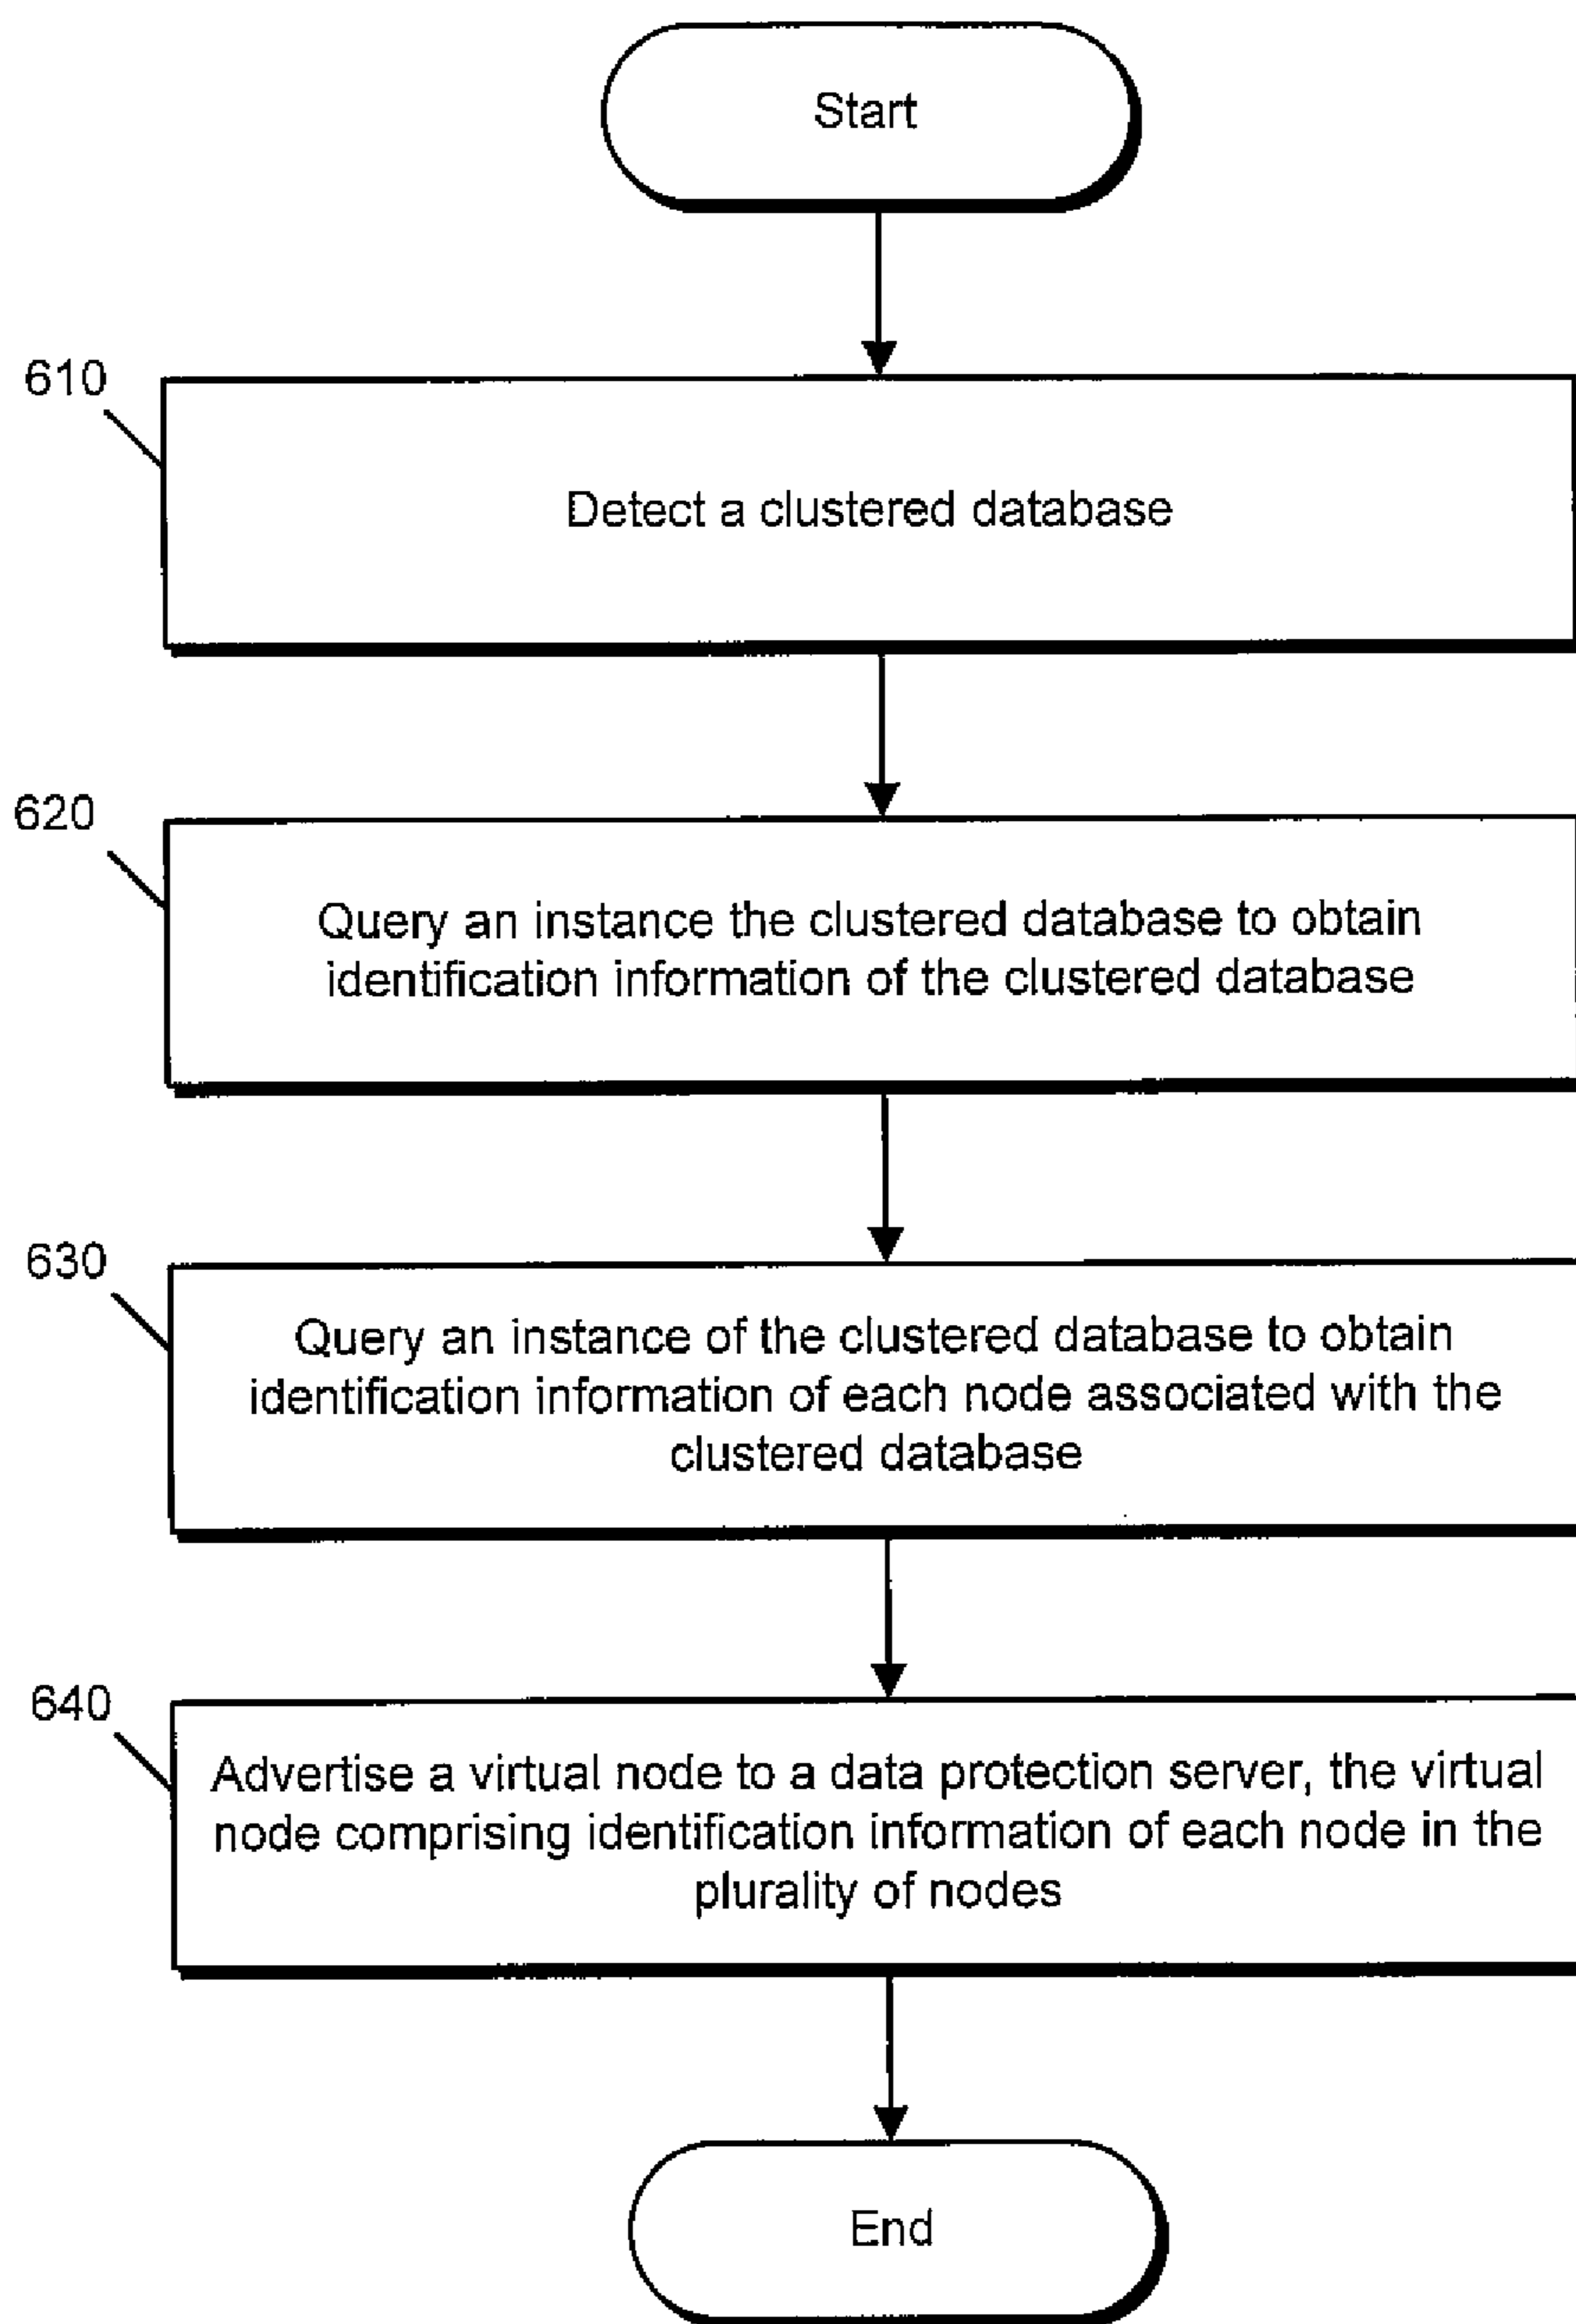 Start
610
Detect a clustered database
620
Query an instance the clustered database to obtain
identification information of the clustered database
630
Query an instance of the clustered database to obtain
identification information of each node associated with the
clustered database
640
Advertise a virtual node to a data protection server, the virtual
node comprising identification information of each node in the
plurality of nodes
End